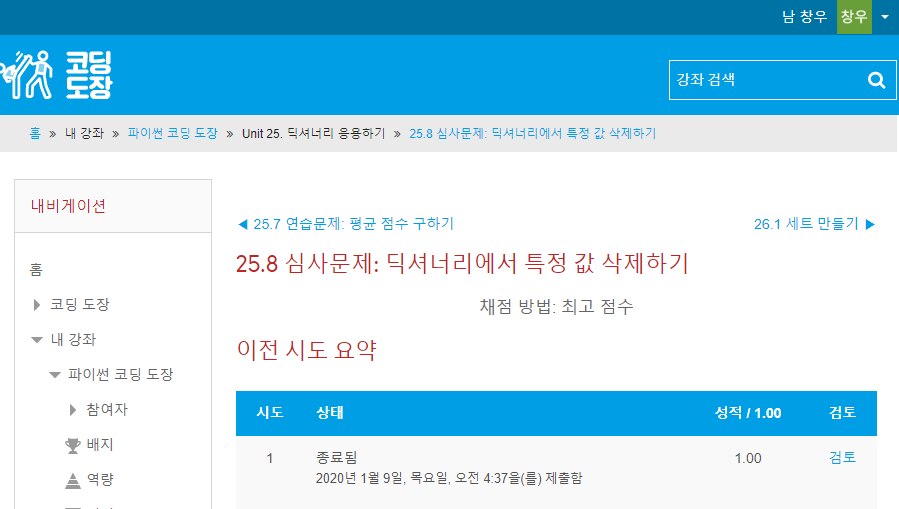 남 창우 창우
코딩
도장
강좌 검색
홈 » 내 강좌 » 파이썬 코딩 도장 » Unit 25. 딕셔너리 응용하기 » 25.8 심사문제: 딕셔너리에서 특정 값 삭제하기
내비게이션
홈
코딩 도장
내 강좌
파이썬 코딩 도장
참여자
배지
역량
◀ 25.7 연습문제: 평균 점수 구하기
26.1 세트 만들기 ▶
25.8 심사문제: 딕셔너리에서 특정 값 삭제하기
채점 방법: 최고 점수
이전 시도 요약
시도 상태 성적 / 1.00 검토
1 종료됨 1.00 검토
2020년 1월 9일, 목요일, 오전 4:37을(를) 제출함